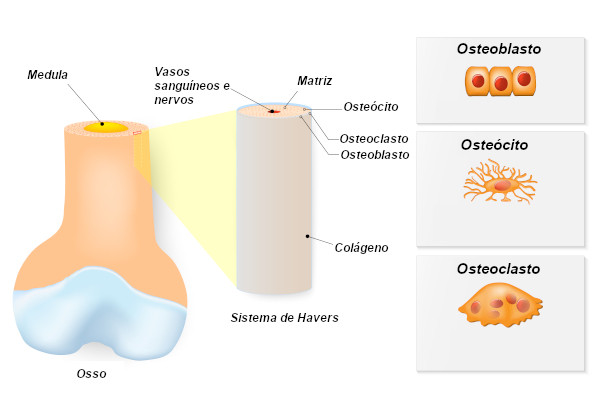 Medula
Vasos
sanguíneos e
nervos
Matriz
Osteócito
Osteoclasto
Osteoblasto
Colágeno
Sistema de Havers
Osso
Osteoblasto
Osteócito
Osteoclasto